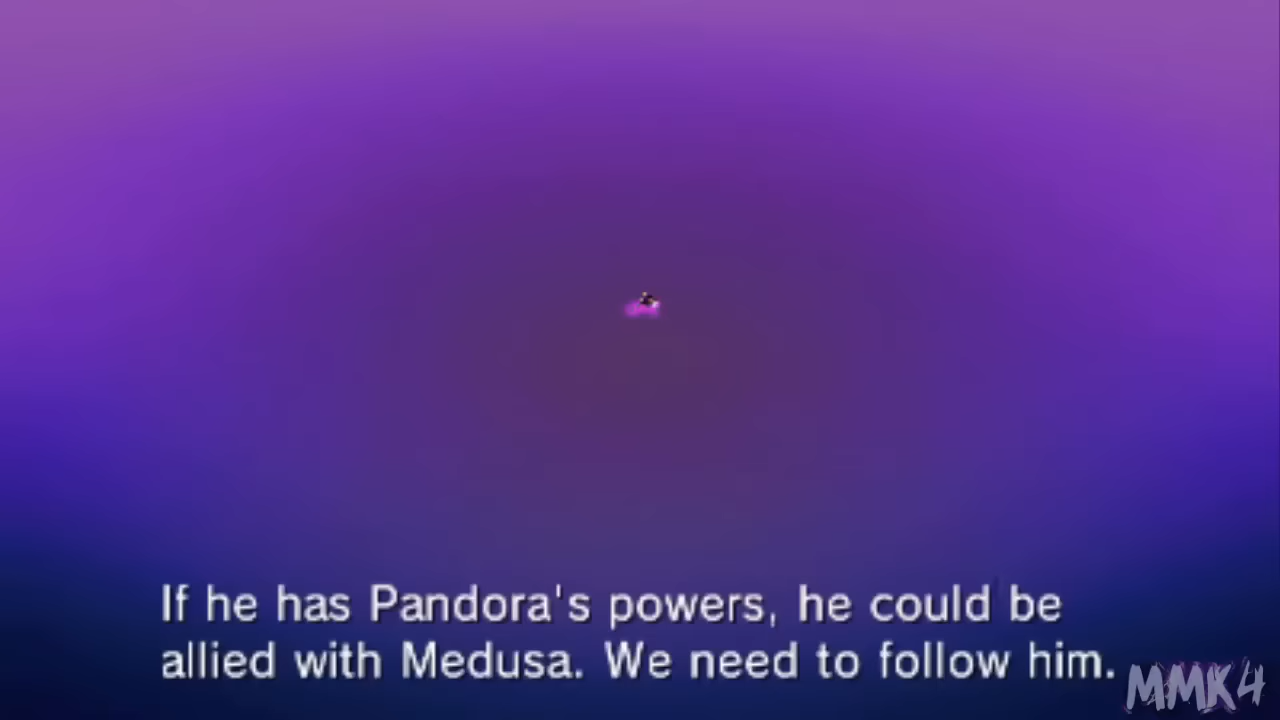 If he has Pandora's powers, he could be
allied with Medusa. We need to follow him.
MMK4